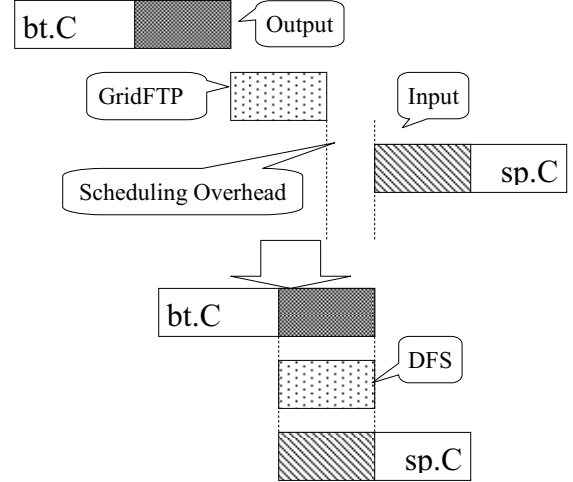 bt.C
Output
GridFTP
Input
Scheduling Overhead
sp.C
bt.C
DFS
sp.C